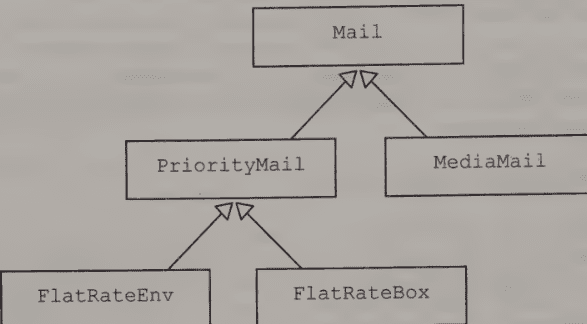 Mail
PriorityMail
MediaMail
FlatRateEnv
FlatRateBox